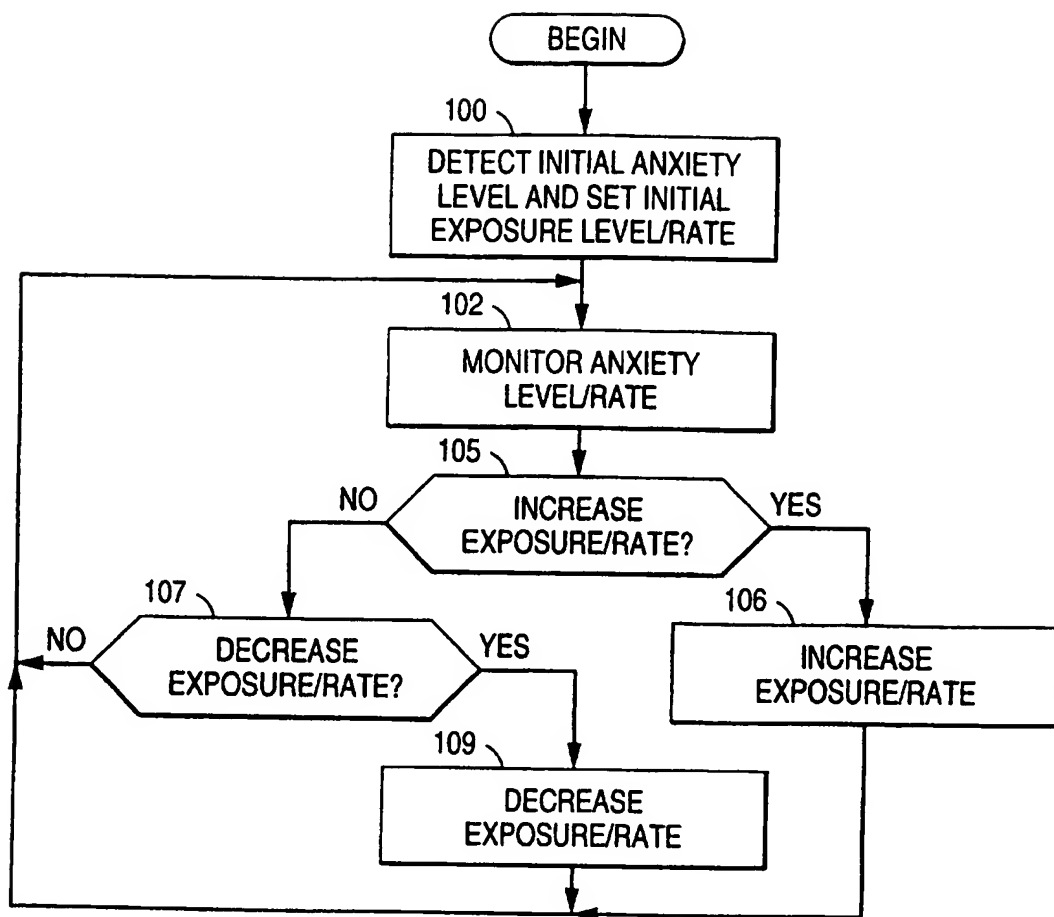 BEGIN
100
DETECT INITIAL ANXIETY
LEVEL AND SET INITIAL
EXPOSURE LEVEL/RATE
102
MONITOR ANXIETY
LEVEL/RATE
105
NO
INCREASE
EXPOSURE/RATE?
YES
107
NO
DECREASE
EXPOSURE/RATE?
YES
106
INCREASE
EXPOSURE/RATE
109
DECREASE
EXPOSURE/RATE